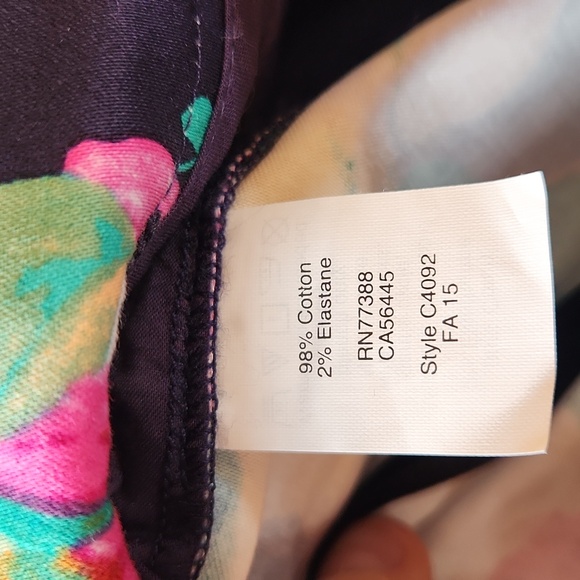 98% Cotton
2% Elastane
RN77388
CA56445
Style C4092
FA 15